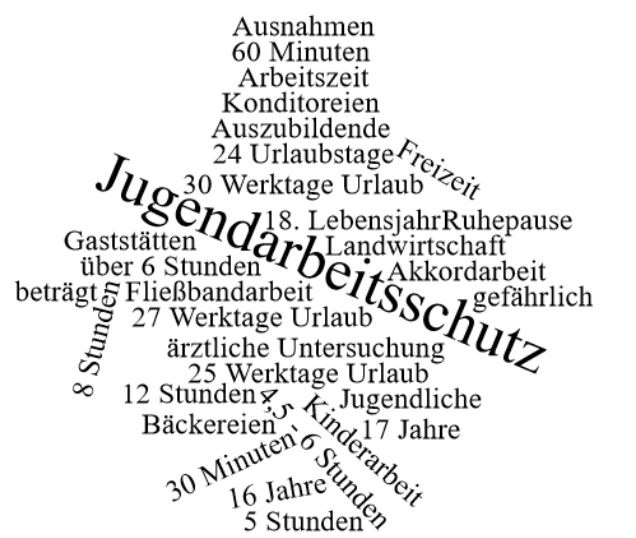 Ausnahmen
60 Minuten
Arbeitszeit
Konditoreien
Auszubildende
24 Urlaubstage
Freizeit
30 Werktage Urlaub
Jugendarbeitsschutz
18. Lebensjahr
Ruhepause
Gaststätten
Landwirtschaft
über 6 Stunden
Akkordarbeit
beträgt
Fließbandarbeit
gefährlich
27 Werktage Urlaub
8 Stunden
ärztliche Untersuchung
25 Werktage Urlaub
12 Stunden
4,5 - 6 Stunden
Kinderarbeit
Jugendliche
Bäckereien
17 Jahre
30 Minuten
16 Jahre
5 Stunden